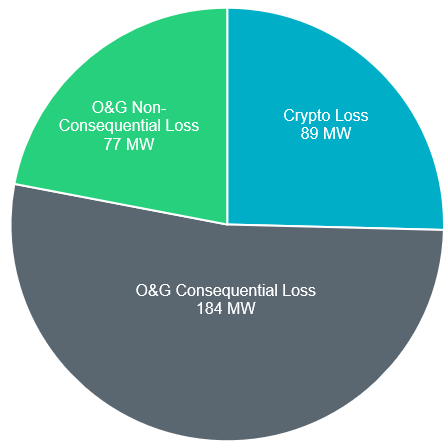 O&G Non-
Consequential Loss
77 MW
Crypto Loss
89 MW
O&G Consequential Loss
184 MW